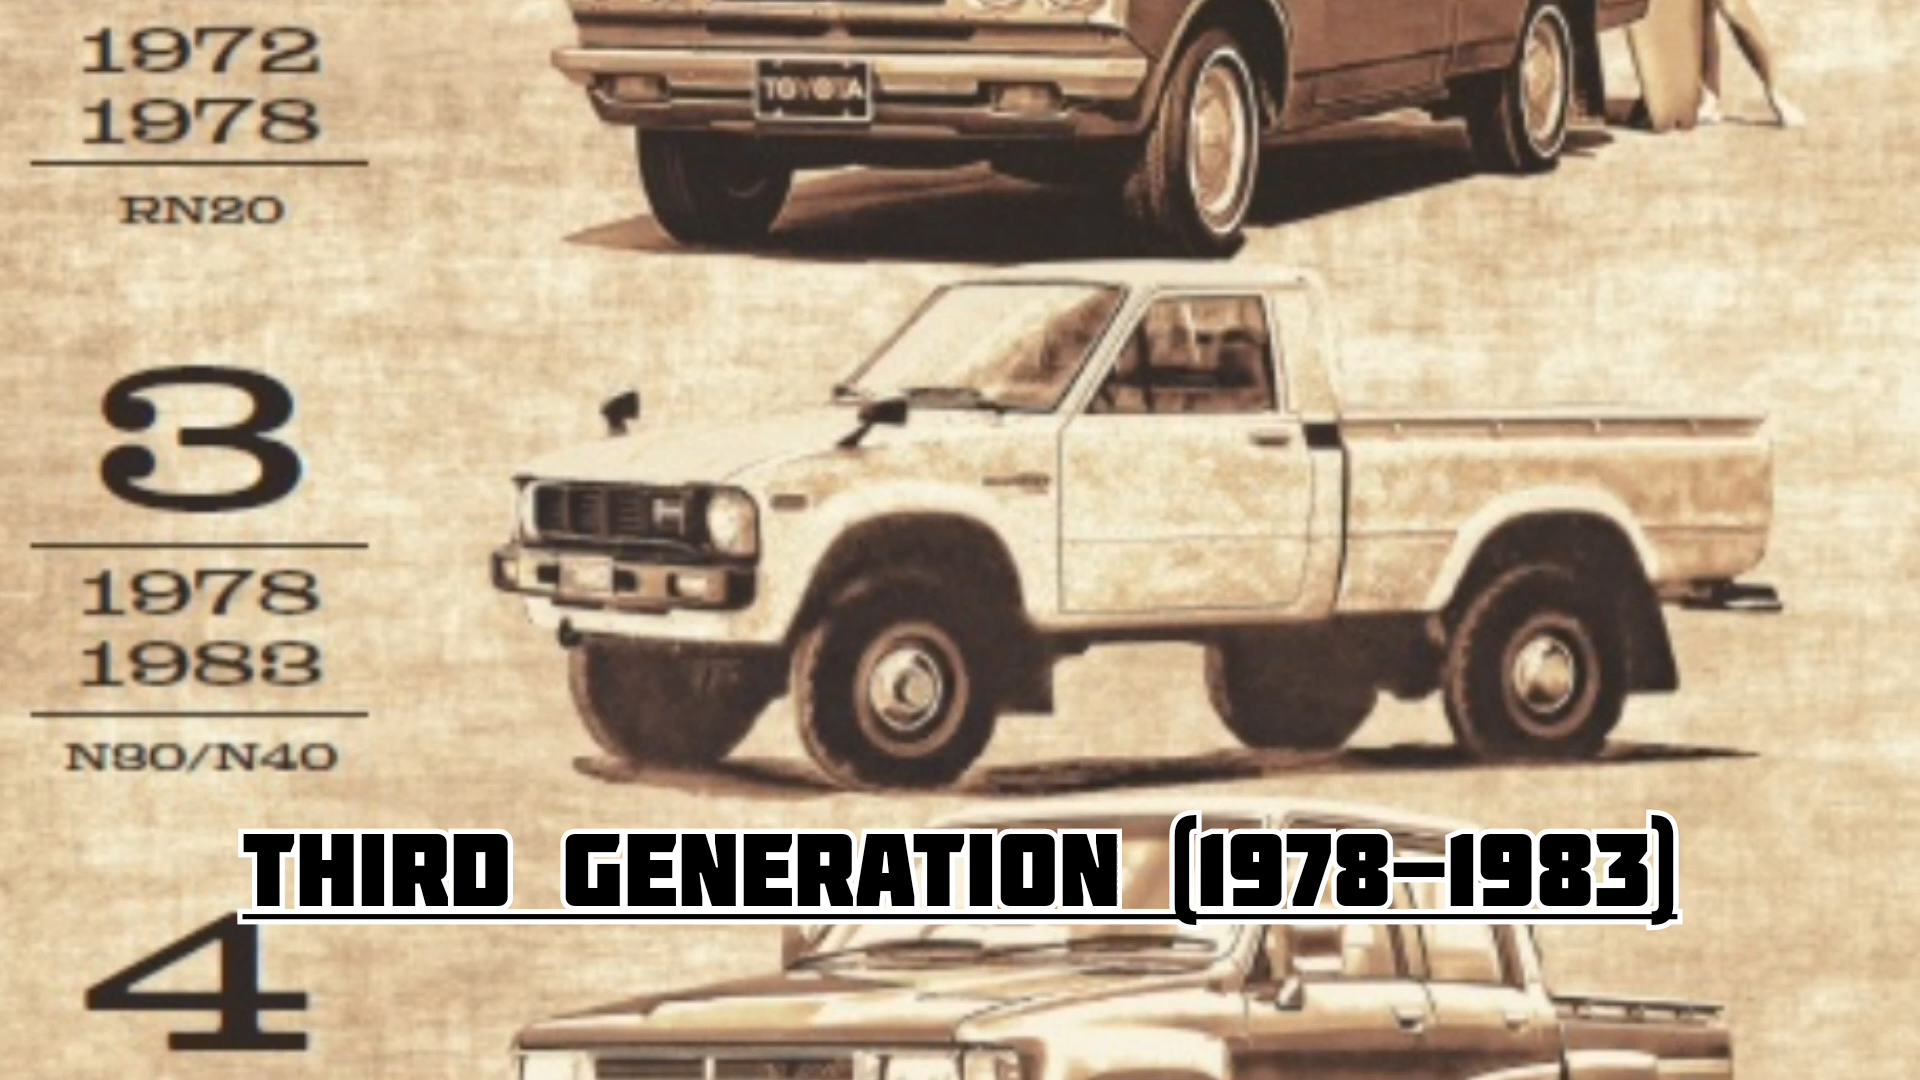 1972
1978
TOYOTA
RN20
3
1978
1983
N30/N40
THIRD GENERATION (1978–1983)
4